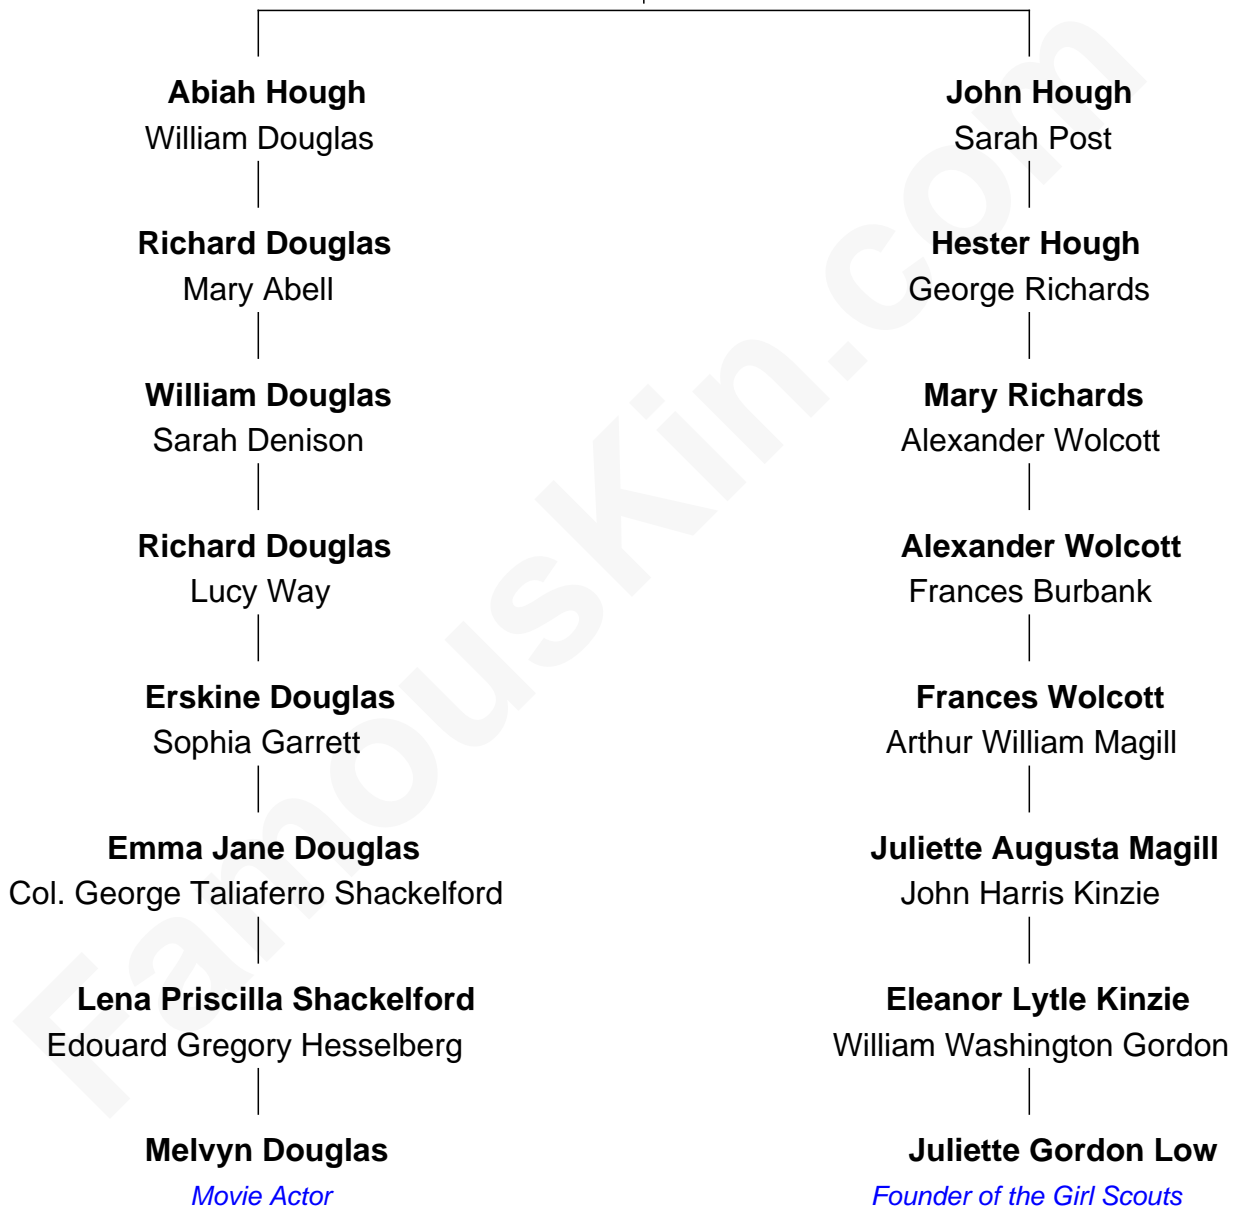 Abiah Hough
William Douglas
Richard Douglas
Mary Abell
William Douglas
Sarah Denison
Richard Douglas
Lucy Way
Erskine Douglas
Sophia Garrett
Emma Jane Douglas
Col. George Taliaferro Shackelford
Lena Priscilla Shackelford
Edouard Gregory Hesselberg
Melvyn Douglas
Movie Actor
John Hough
Sarah Post
Hester Hough
George Richards
Mary Richards
Alexander Wolcott
Alexander Wolcott
Frances Burbank
Frances Wolcott
Arthur William Magill
Juliette Augusta Magill
John Harris Kinzie
Eleanor Lytle Kinzie
William Washington Gordon
Juliette Gordon Low
Founder of the Girl Scouts
FamousKin.com